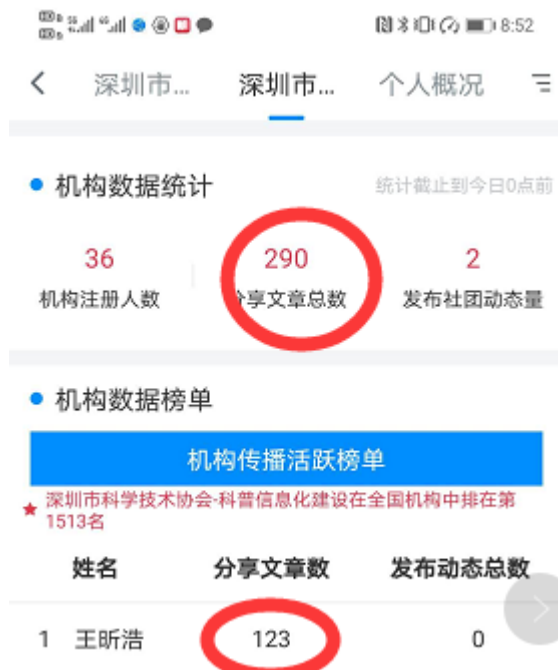 8:52
深圳市...
深圳市...
个人概况
机构数据统计
统计截止到今日0点前
36
290
2
机构注册人数
分享文章总数
发布社团动态量
机构数据榜单
机构传播活跃榜单
深圳市科学技术协会-科普信息化建设在全国机构中排在第
1513名
姓名 分享文章数 发布动态总数
1 王昕浩 123 0